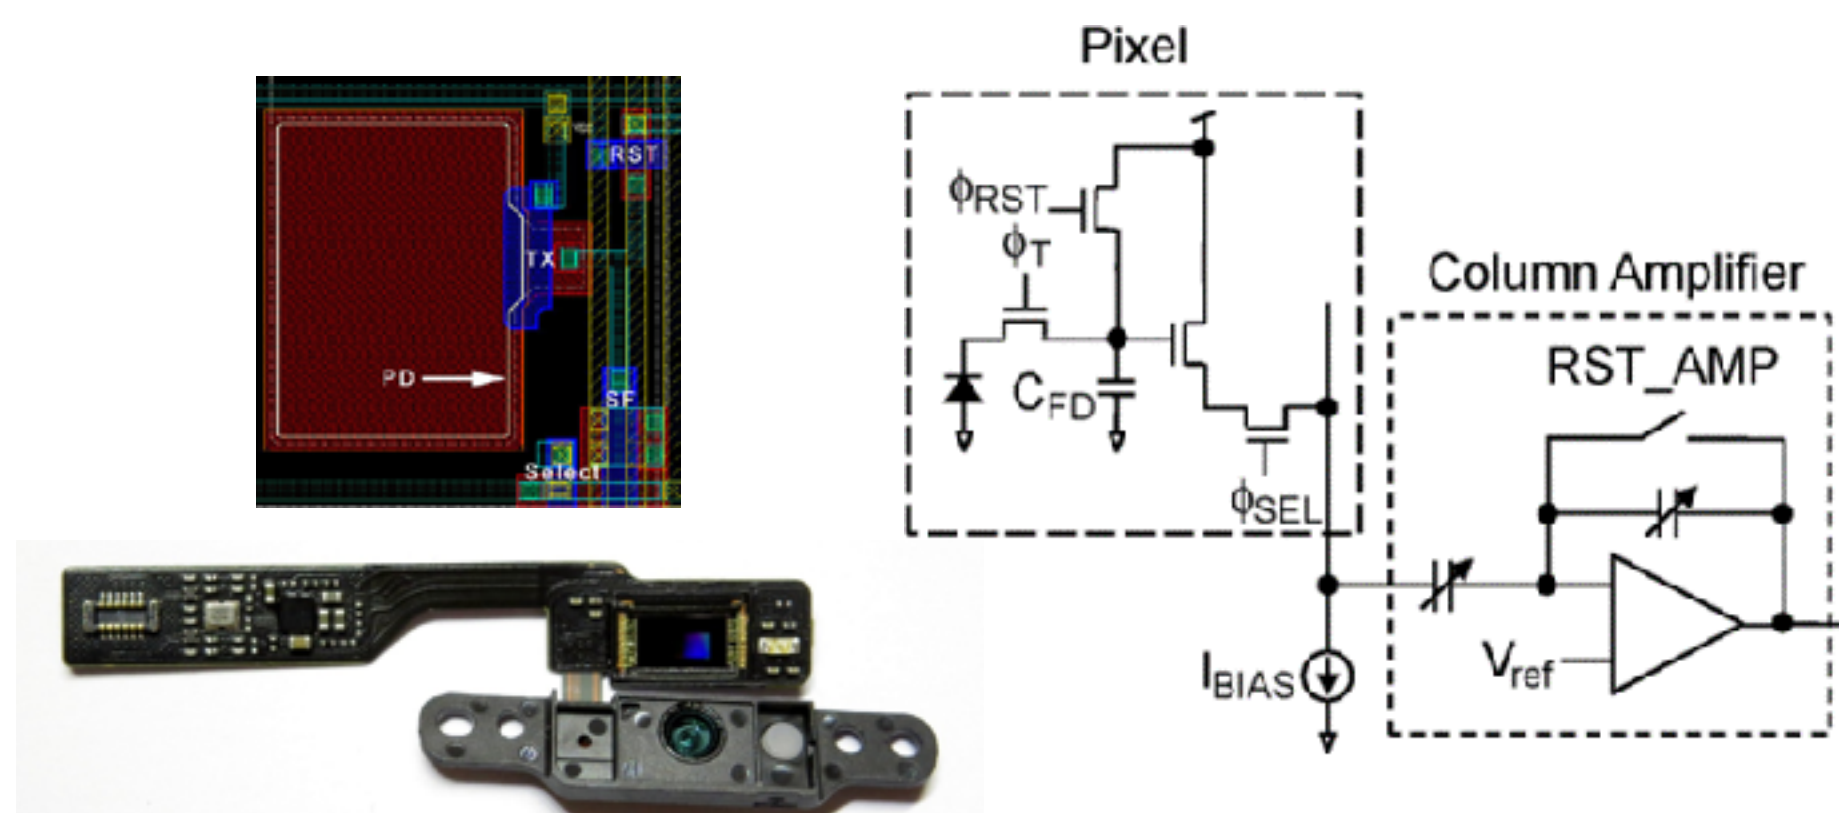 Pixel
RST
TX
PD
SF
Select
ϕRST
ϕT
CFD
ϕSEL
IBIAS
Column Amplifier
RST_AMP
Vref